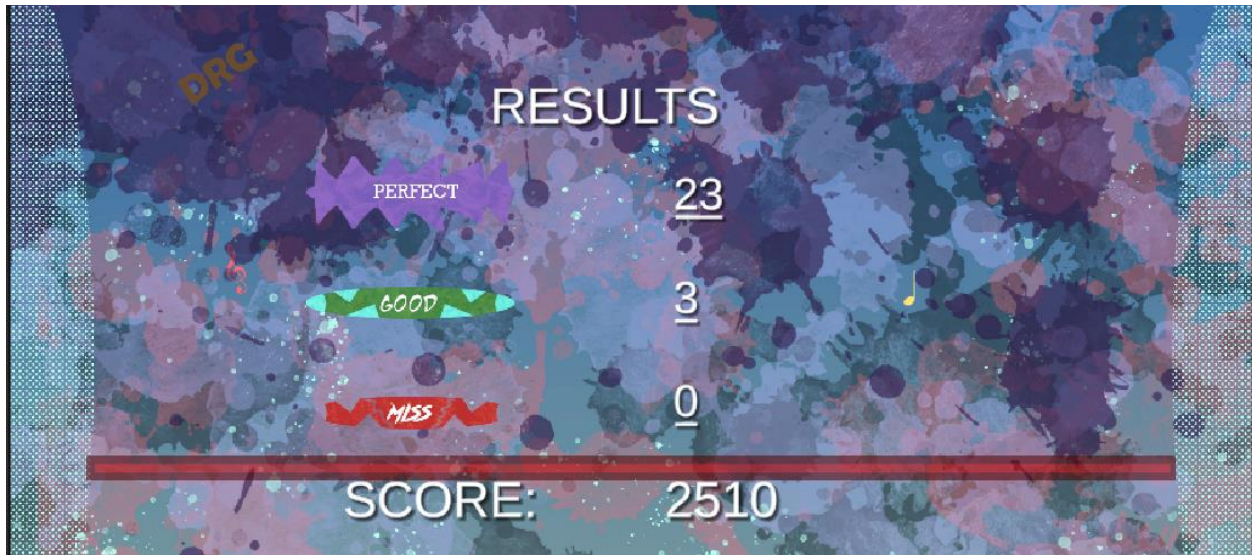 DRG
RESULTS
PERFECT 23
GOOD 3
MISS 0
SCORE: 2510